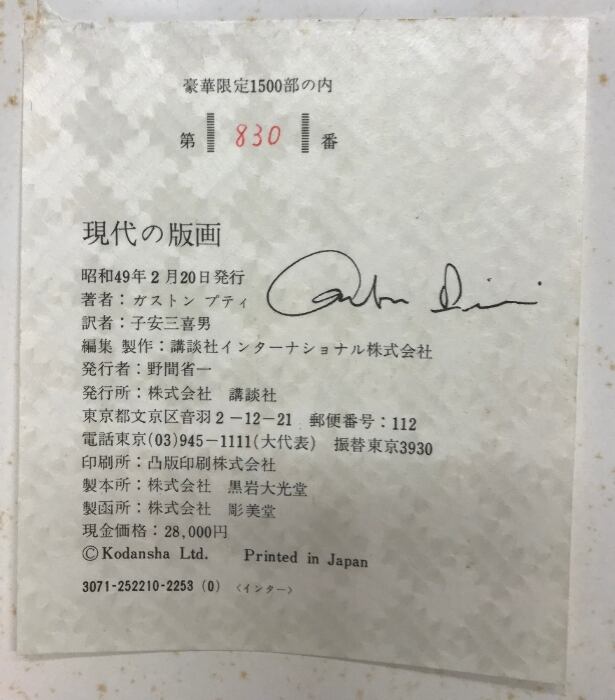 豪華限定1500部の内
第 830 番
現代の版画
昭和49年2月20日発行
著者：ガストン プティ
訳者：子安三喜男
編集 製作：講談社インターナショナル株式会社
発行者：野間省一
発行所：株式会社 講談社
東京都文京区音羽2-12-21 郵便番号：112
電話東京(03)945-1111(大代表) 振替東京3930
印刷所：凸版印刷株式会社
製本所：株式会社 黒岩大光堂
製函所：株式会社 彫美堂
現金価格：28,000円
©Kodansha Ltd. Printed in Japan
3071-252210-2253 (0) 〈インター〉